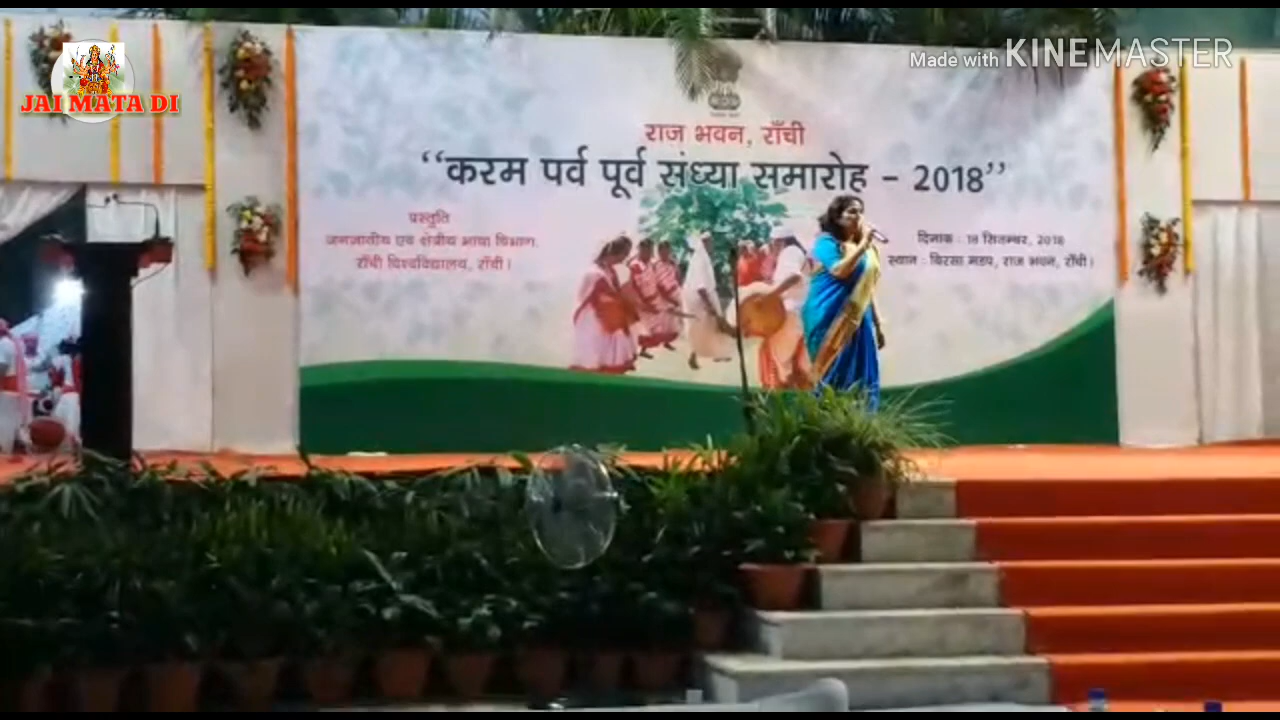 Made with KINEMASTER
JAI MATA DI
राज भवन, राँची
“करम पर्व पूर्व संध्या समारोह - 2018”
प्रस्तुति
जनजातीय एवं क्षेत्रीय भाषा विभाग,
राँची विश्वविद्यालय, राँची।
दिनांक : 18 सितम्बर, 2018
स्थान : बिरसा मंडप, राज भवन, राँची।